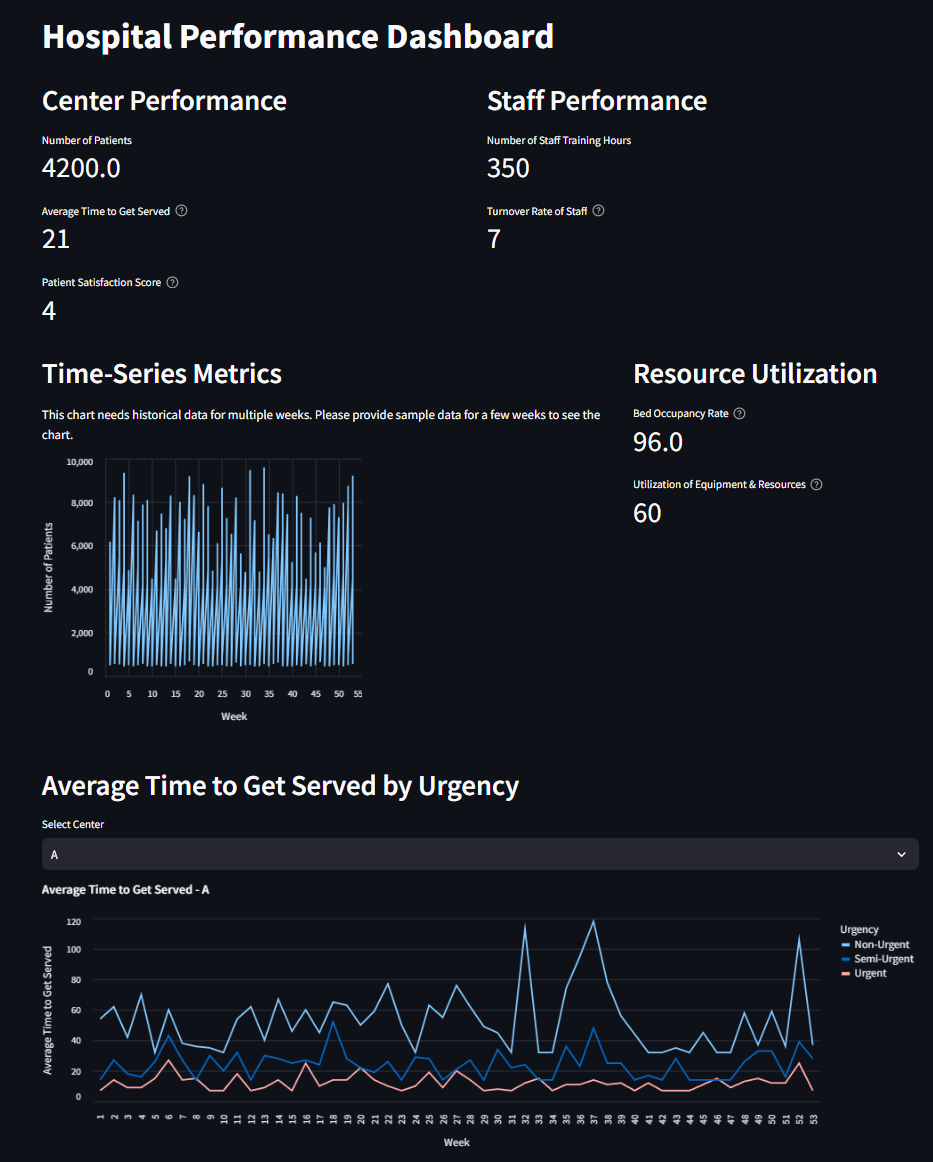 Hospital Performance Dashboard
Center Performance
Number of Patients
4200.0
Average Time to Get Served ?
21
Patient Satisfaction Score ?
4
Staff Performance
Number of Staff Training Hours
350
Turnover Rate of Staff ?
7
Time-Series Metrics
This chart needs historical data for multiple weeks. Please provide sample data for a few weeks to see the
chart.
10,000
8,000
6,000
4,000
2,000
0
Number of Patients
0 5 10 15 20 25 30 35 40 45 50 55
Week
Resource Utilization
Bed Occupancy Rate ?
96.0
Utilization of Equipment & Resources ?
60
Average Time to Get Served by Urgency
Select Center
A
Average Time to Get Served - A
120
100
80
60
40
20
0
Average Time to Get Served
1 2 3 4 5 6 7 8 9 10 11 12 13 14 15 16 17 18 19 20 21 22 23 24 25 26 27 28 29 30 31 32 33 34 35 36 37 38 39 40 41 42 43 44 45 46 47 48 49 50 51 52 53
Week
Urgency
Non-Urgent
Semi-Urgent
Urgent